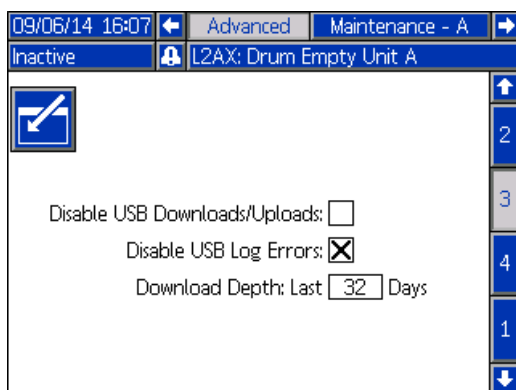 09/06/14 16:07 Advanced Maintenance - A
Inactive L2AX: Drum Empty Unit A
2
3
Disable USB Downloads/Uploads:
Disable USB Log Errors:
4
Download Depth: Last 32 Days
1